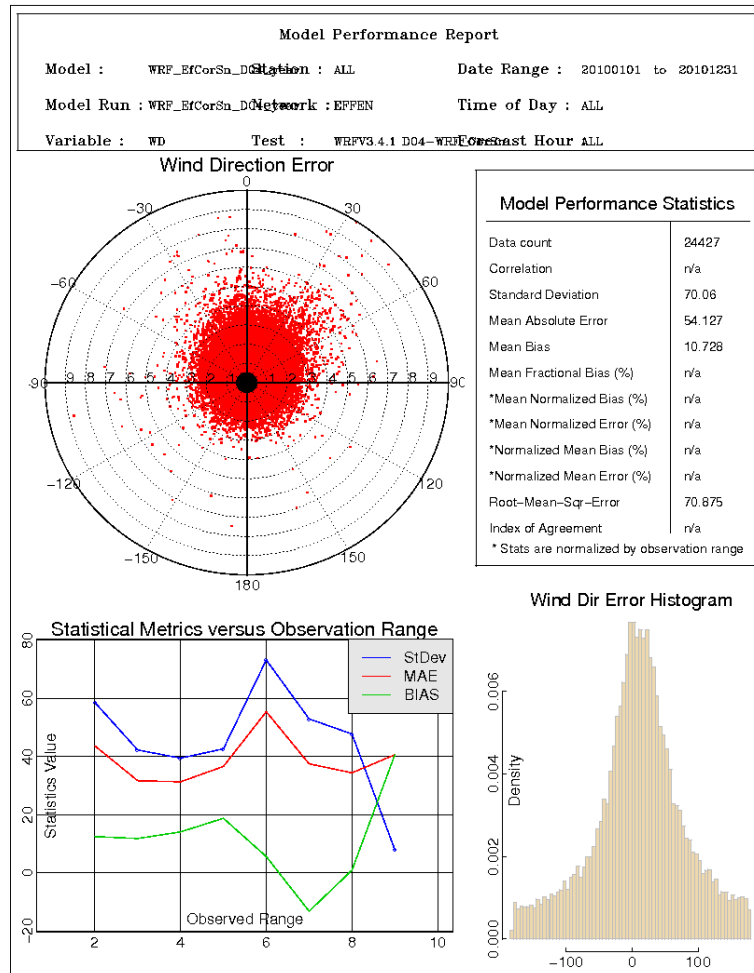 Model Performance Report
Model : WRF_EfCorSn_D04 Station : ALL Date Range : 20100101 to 20101231
Model Run : WRF_EfCorSn_D04 Network : EFFEN Time of Day : ALL
Variable : WD Test : WRFV3.4.1 D04-WRF Forecast Hour : ALL
Wind Direction Error
0
-30 30
-60 60
-90 9 8 7 6 5 4 3 2 1 1 2 3 4 5 6 7 8 9 90
-120 120
-150 150
180
Model Performance Statistics
Data count 24427
Correlation n/a
Standard Deviation 70.06
Mean Absolute Error 54.127
Mean Bias 10.728
Mean Fractional Bias (%) n/a
*Mean Normalized Bias (%) n/a
*Mean Normalized Error (%) n/a
*Normalized Mean Bias (%) n/a
*Normalized Mean Error (%) n/a
Root-Mean-Sqr-Error 70.875
Index of Agreement n/a
* Stats are normalized by observation range
Statistical Metrics versus Observation Range
StDev
MAE
BIAS
Statistics Value
80
60
40
20
0
-20
Observed Range
2 4 6 8 10
Wind Dir Error Histogram
Density
0.006
0.004
0.002
0.000
-100 0 100